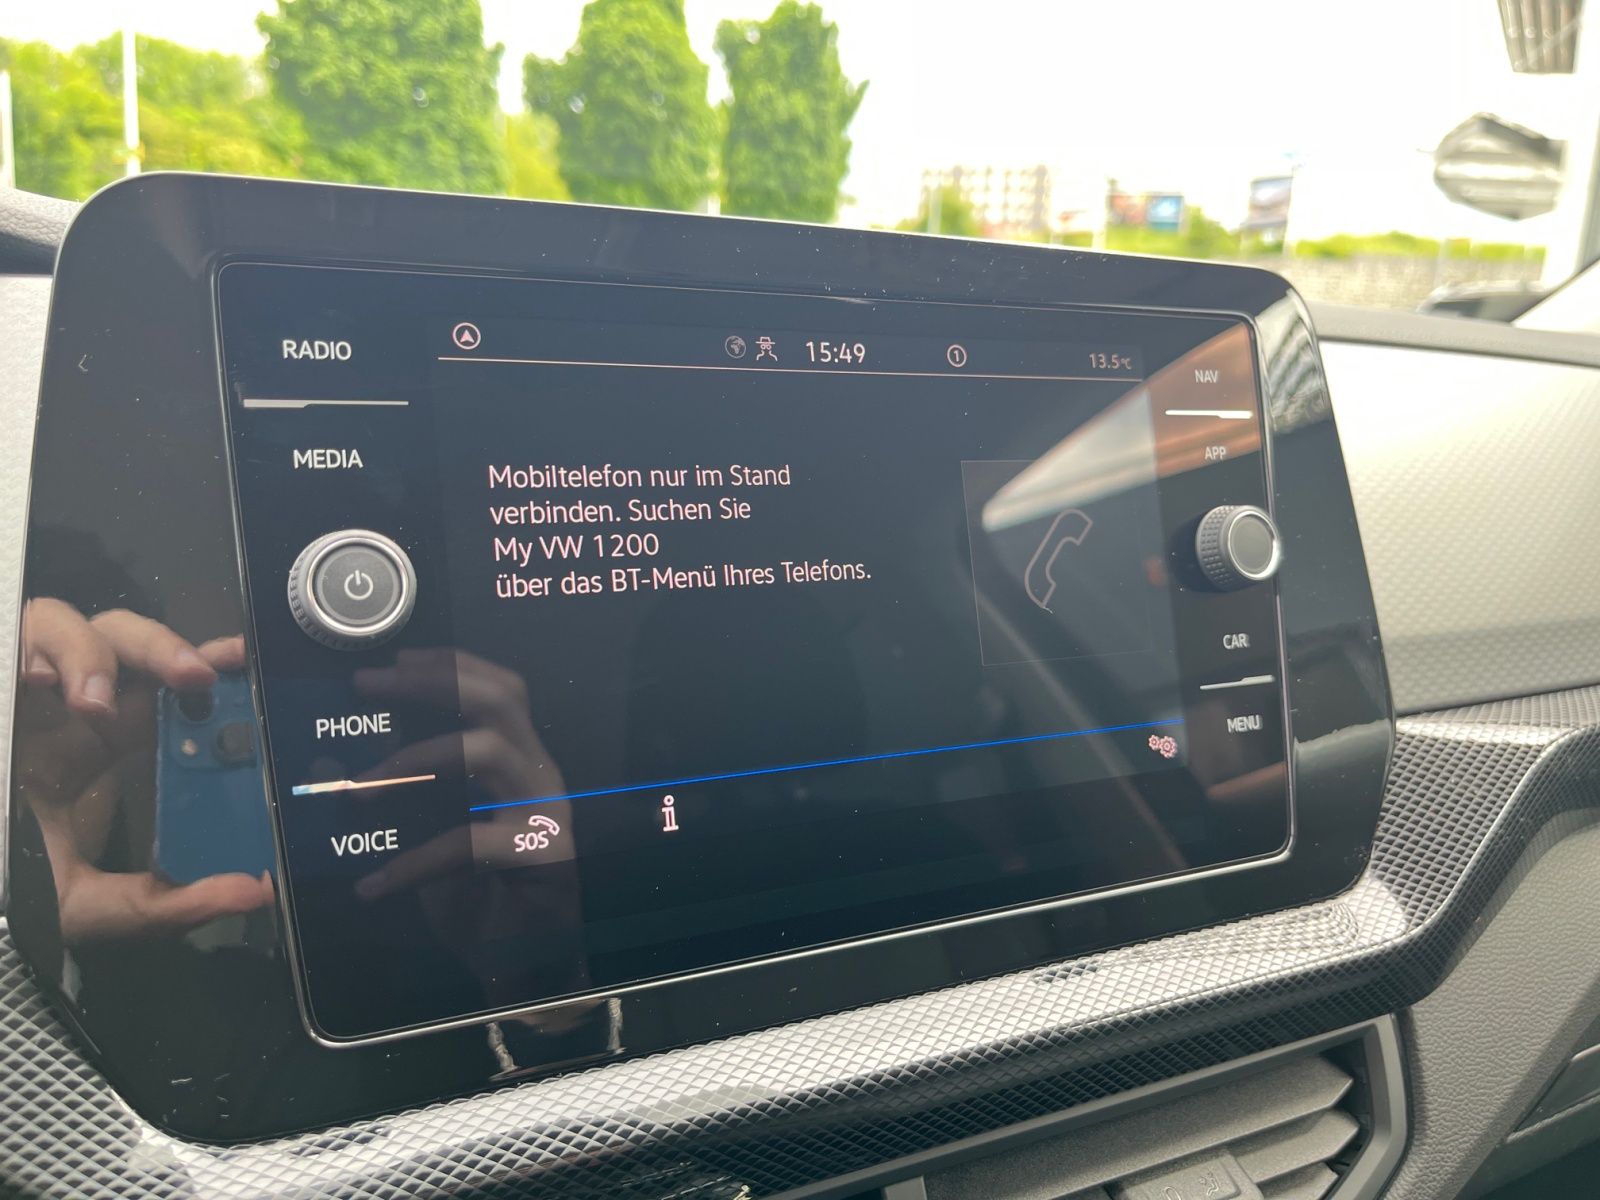 RADIO
MEDIA
PHONE
VOICE
15:49
1
13.5°C
Mobiltelefon nur im Stand
verbinden. Suchen Sie
My VW 1200
über das BT-Menü Ihres Telefons.
SOS
i
NAV
APP
CAR
MENU